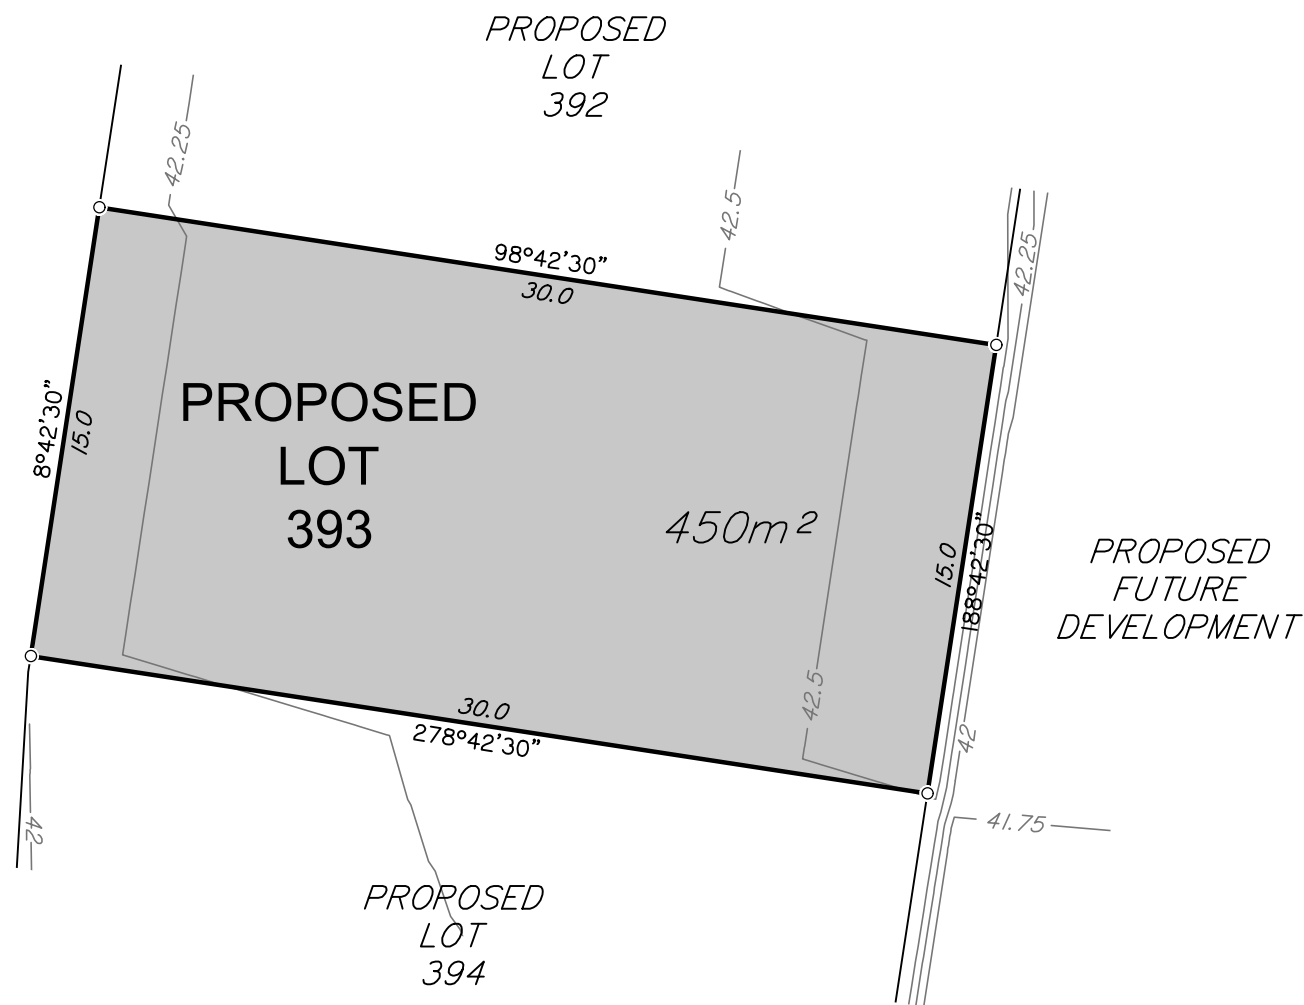 PROPOSED
LOT
392
42.25
42.5
42.25
98°42'30"
30.0
8°42'30"
15.0
PROPOSED
LOT
393
450m²
15.0
188°42'30"
PROPOSED
FUTURE
DEVELOPMENT
42.5
30.0
278°42'30"
42
42
41.75
PROPOSED
LOT
394